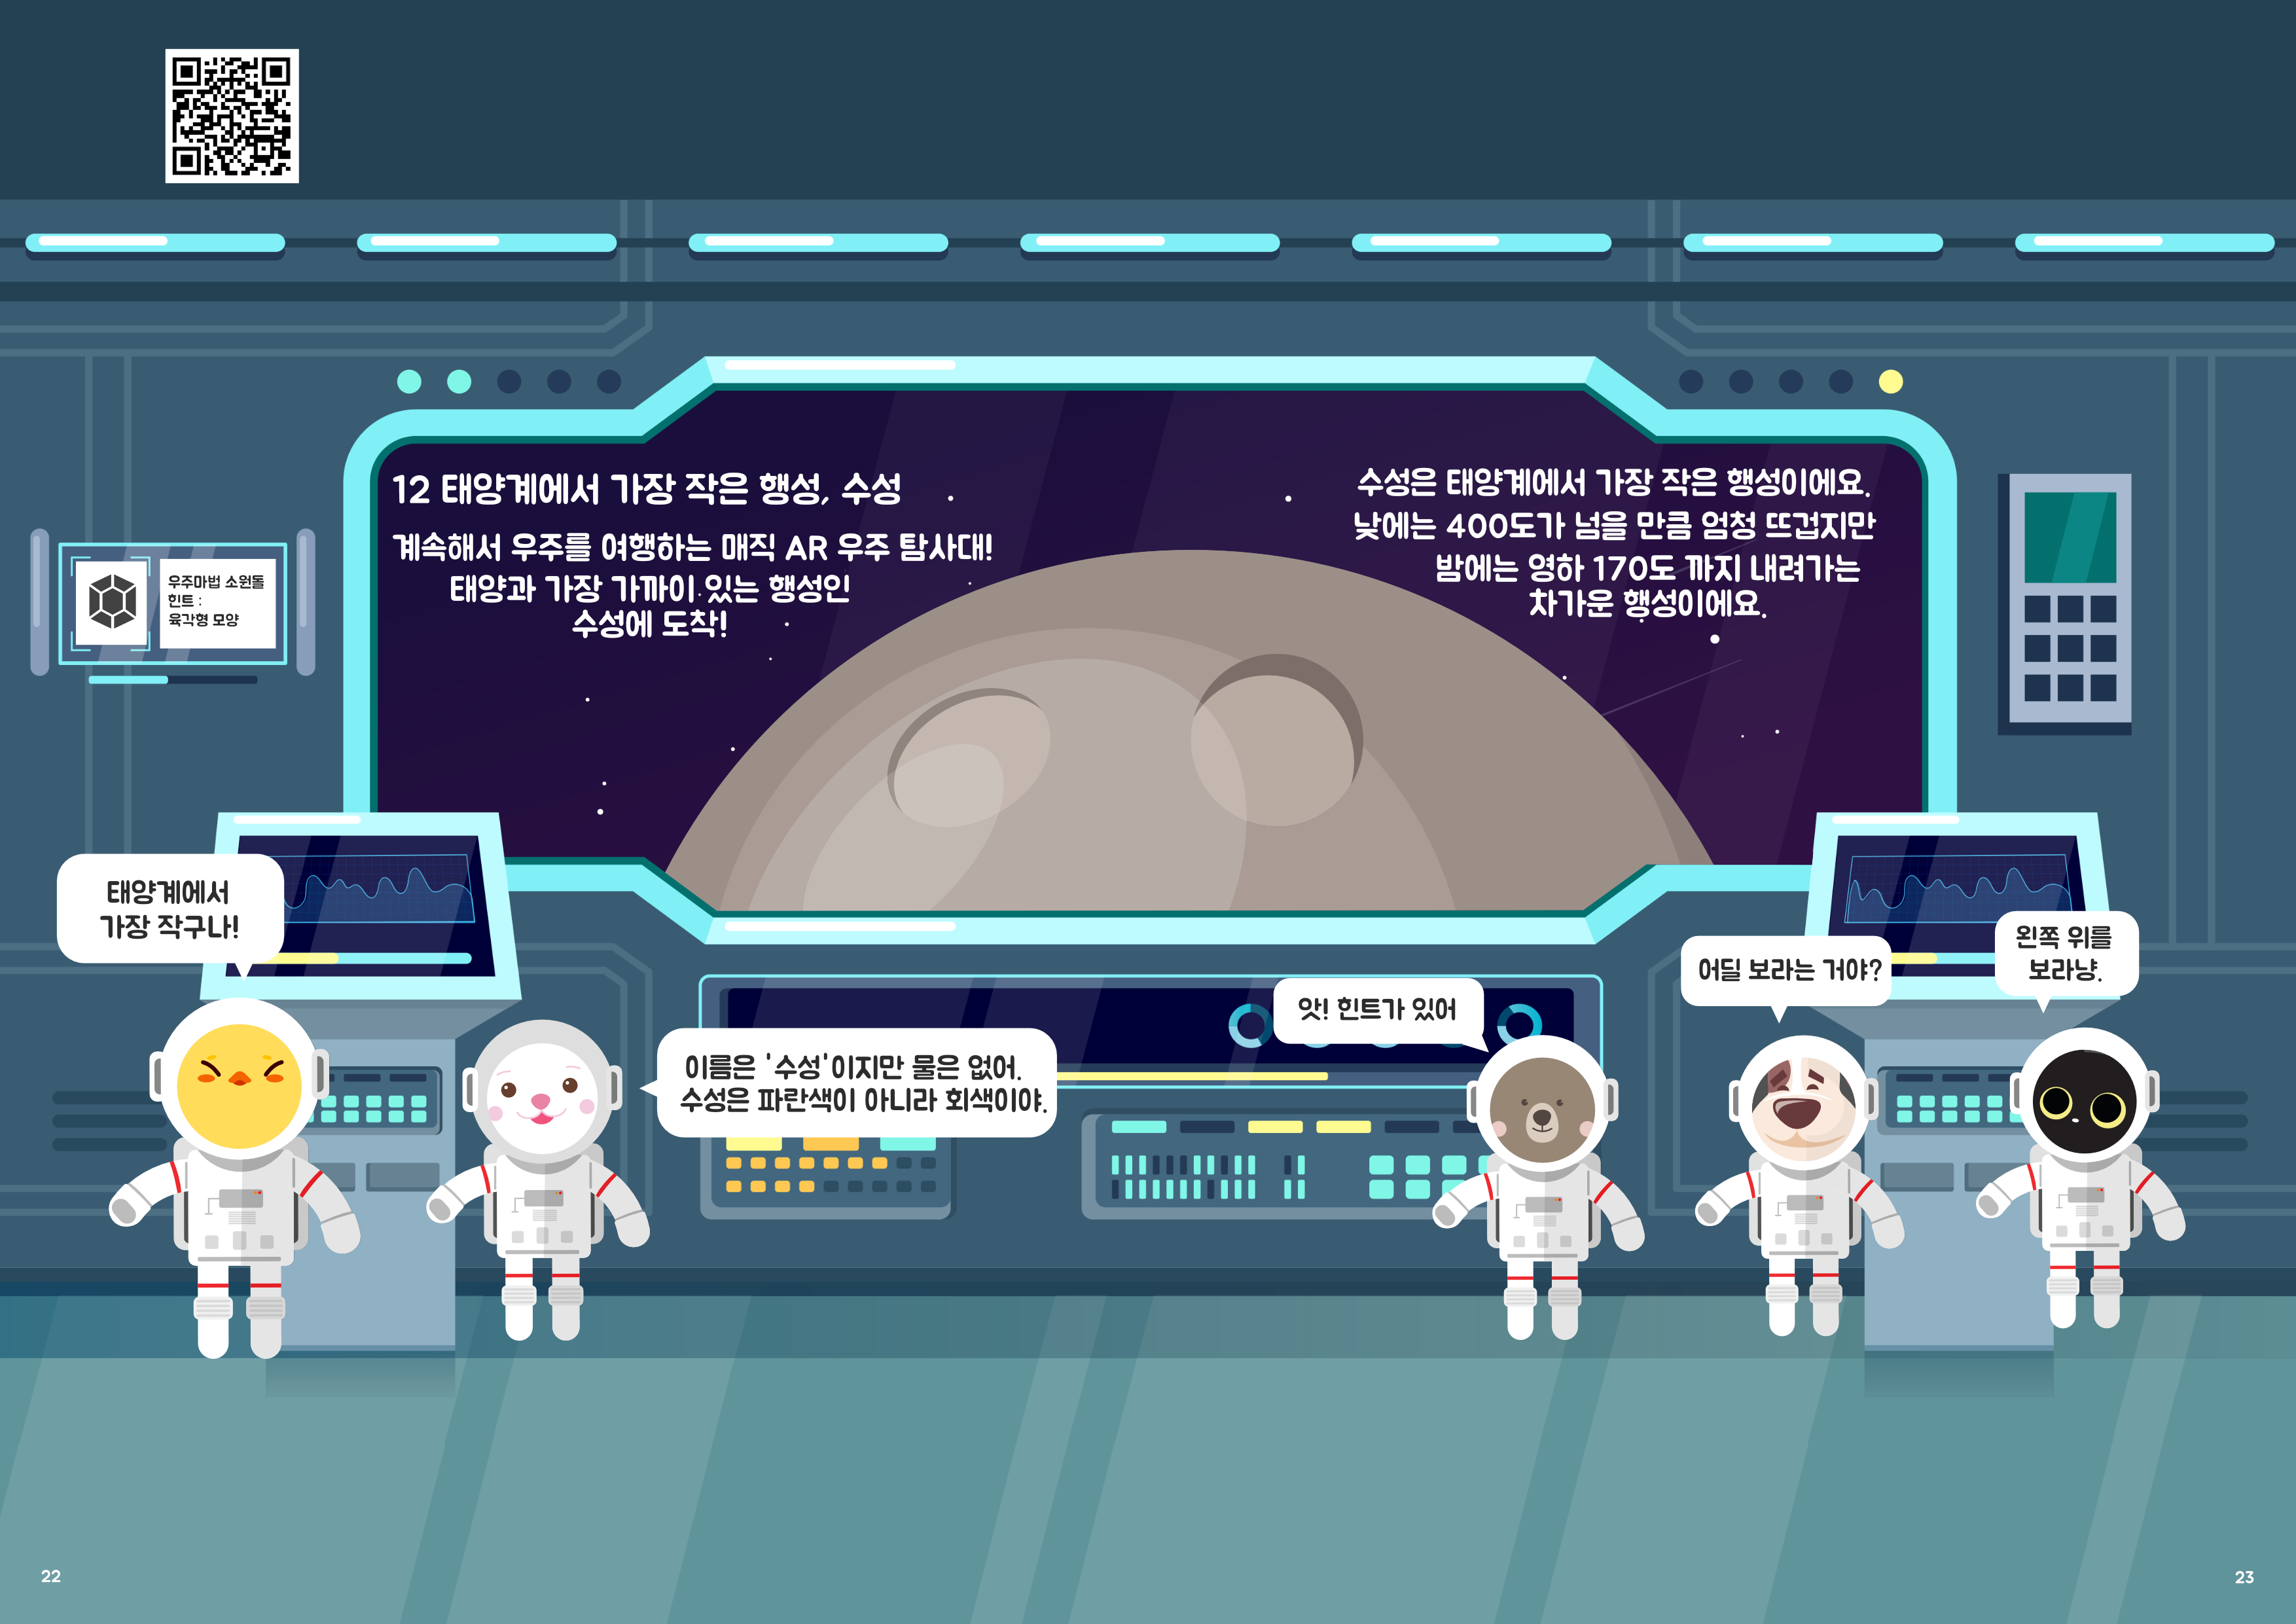 12 태양계에서 가장 작은 행성, 수성
계속해서 우주를 여행하는 매직 AR 우주 탐사대!
태양과 가장 가까이 있는 행성인
수성에 도착!
수성은 태양계에서 가장 작은 행성이에요.
낮에는 400도가 넘을 만큼 엄청 뜨겁지만
밤에는 영하 170도 까지 내려가는
차가운 행성이에요.
우주마법 소원돌
힌트 :
육각형 모양
태양계에서
가장 작구나!
이름은 '수성'이지만 물은 없어.
수성은 파란색이 아니라 회색이야.
앗! 힌트가 있어
어딜 보라는 거야?
왼쪽 위를
보라냥.
22
23